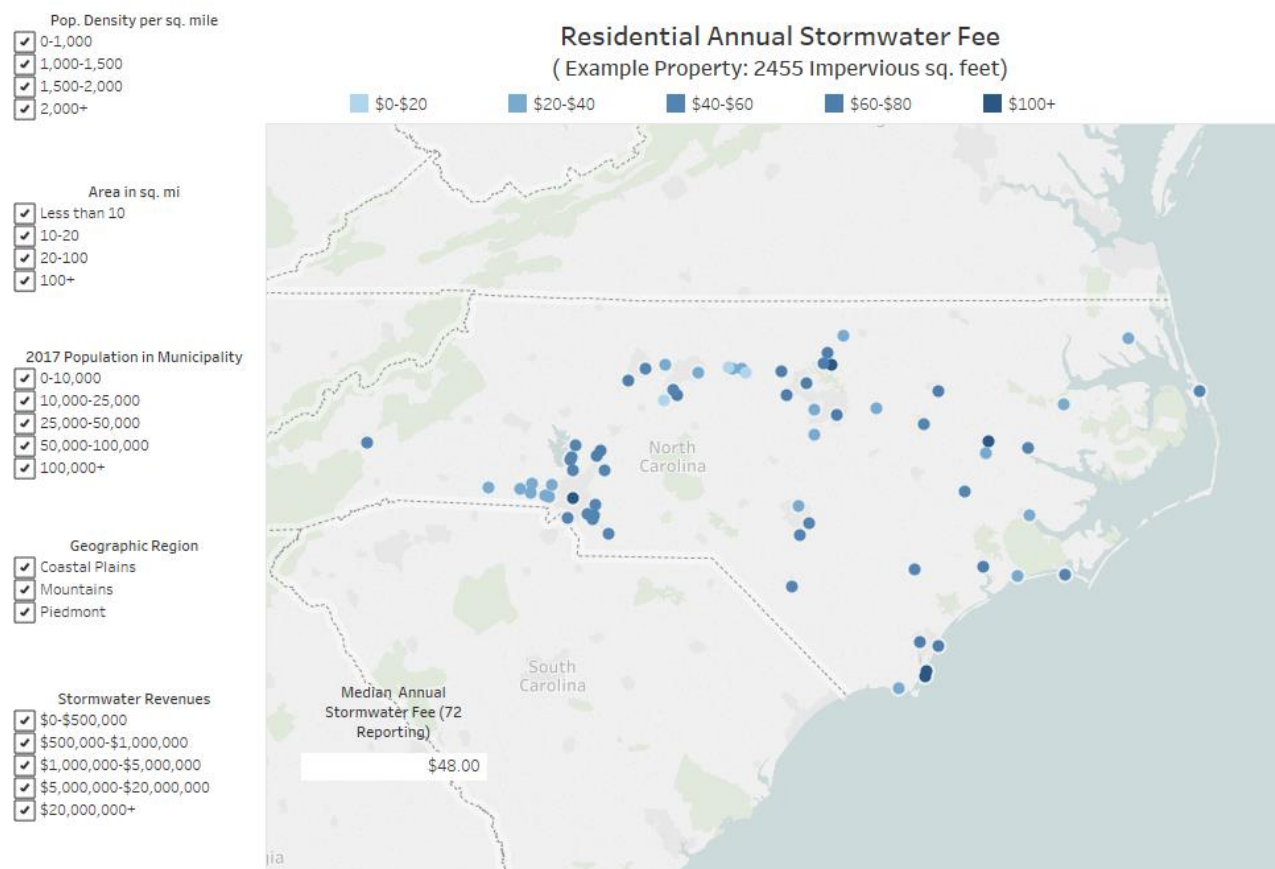 Pop. Density per sq. mile
0-1,000
1,000-1,500
1,500-2,000
2,000+
Area in sq. mi
Less than 10
10-20
20-100
100+
2017 Population in Municipality
0-10,000
10,000-25,000
25,000-50,000
50,000-100,000
100,000+
Geographic Region
Coastal Plains
Mountains
Piedmont
Stormwater Revenues
$0-$500,000
$500,000-$1,000,000
$1,000,000-$5,000,000
$5,000,000-$20,000,000
$20,000,000+
Residential Annual Stormwater Fee
( Example Property: 2455 Impervious sq. feet)
$0-$20
$20-$40
$40-$60
$60-$80
$100+
North
Carolina
South
Carolina
Median Annual
Stormwater Fee (72
Reporting)
$48.00
ia